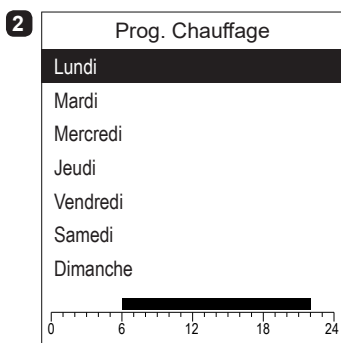 2
Prog. Chauffage
Lundi
Mardi
Mercredi
Jeudi
Vendredi
Samedi
Dimanche
0 6 12 18 24